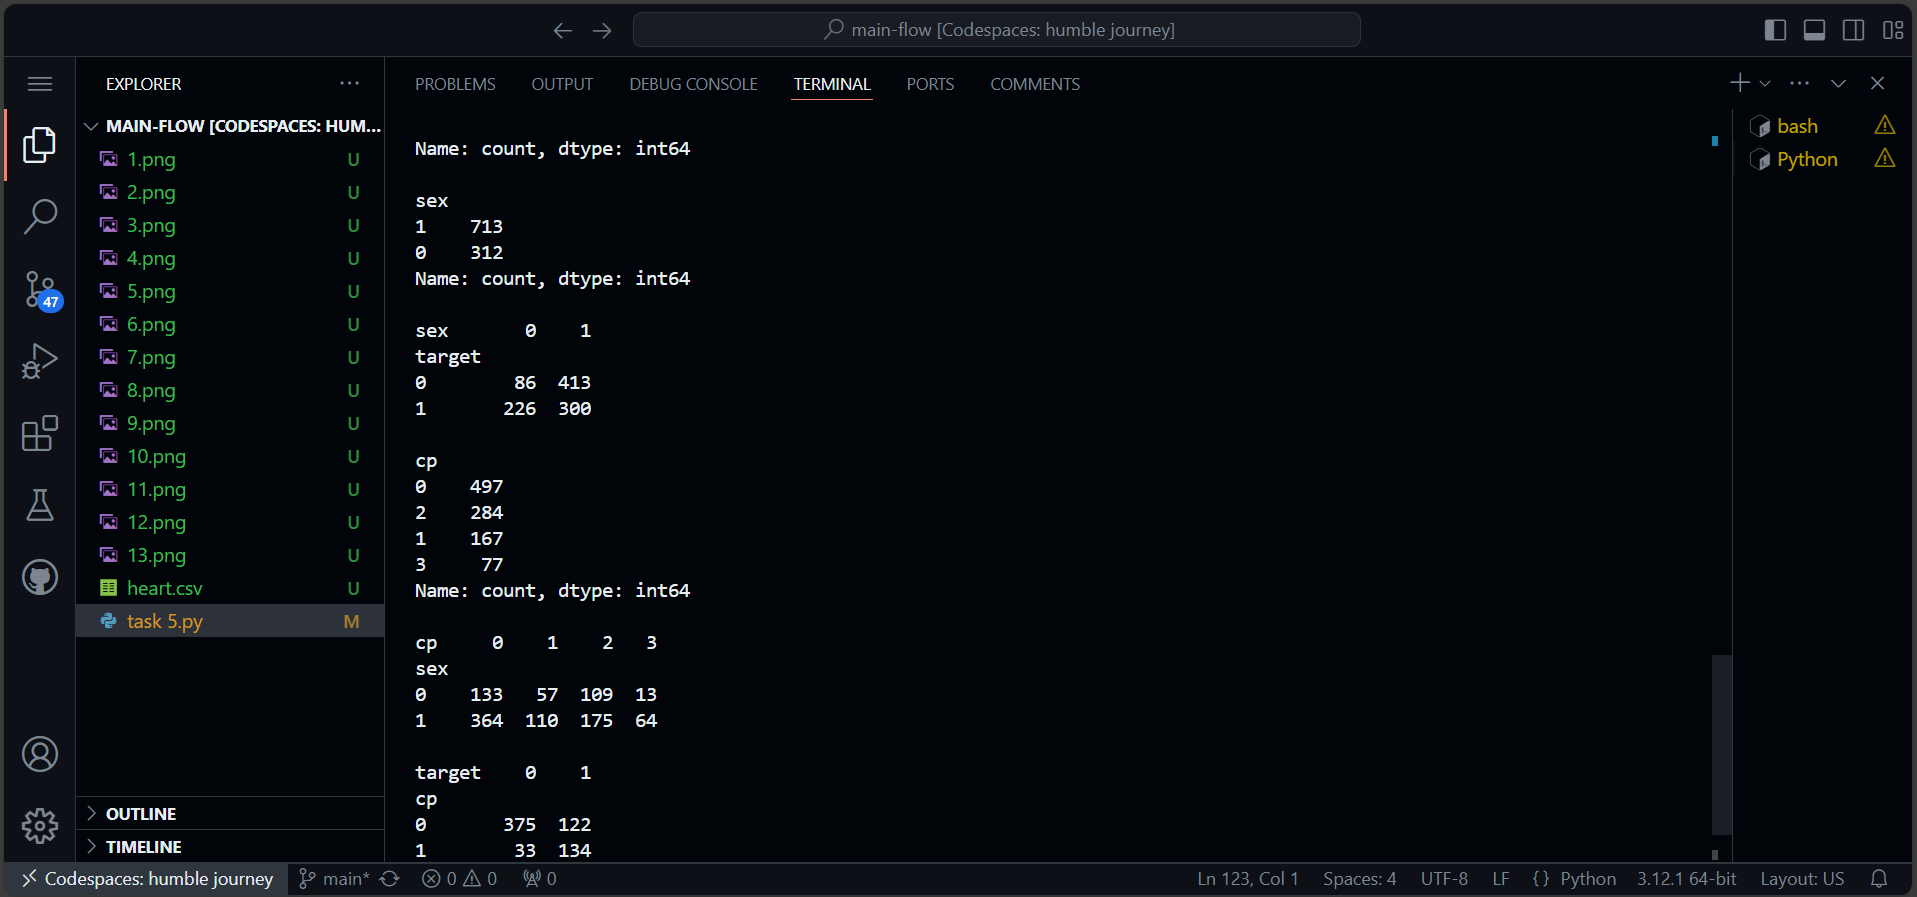 main-flow [Codespaces: humble journey]
EXPLORER
MAIN-FLOW [CODESPACES: HUM...
1.png U
2.png U
3.png U
4.png U
5.png U
6.png U
7.png U
8.png U
9.png U
10.png U
11.png U
12.png U
13.png U
heart.csv U
task 5.py M
OUTLINE
TIMELINE
47
PROBLEMS OUTPUT DEBUG CONSOLE TERMINAL PORTS COMMENTS
Name: count, dtype: int64
sex
1    713
0    312
Name: count, dtype: int64
sex       0    1
target
0        86  413
1       226  300
cp
0    497
2    284
1    167
3     77
Name: count, dtype: int64
cp     0    1    2   3
sex
0    133   57  109  13
1    364  110  175  64
target    0    1
cp
0       375  122
1        33  134
bash
Python
Codespaces: humble journey main* 0 0 0 Ln 123, Col 1 Spaces: 4 UTF-8 LF {} Python 3.12.1 64-bit Layout: US